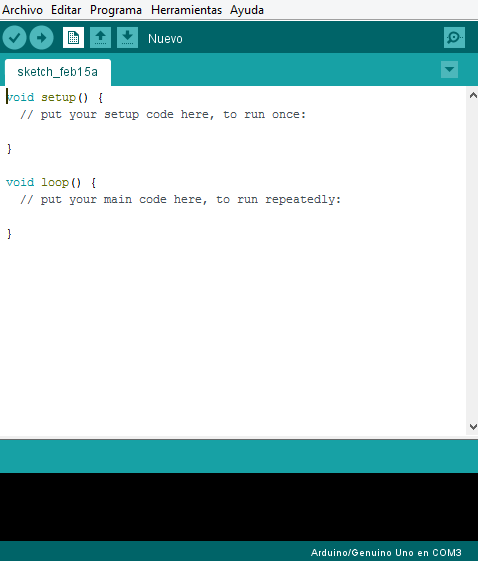 Archivo Editar Programa Herramientas Ayuda
Nuevo
sketch_feb15a
void setup() {
  // put your setup code here, to run once:
}
void loop() {
  // put your main code here, to run repeatedly:
}
Arduino/Genuino Uno en COM3